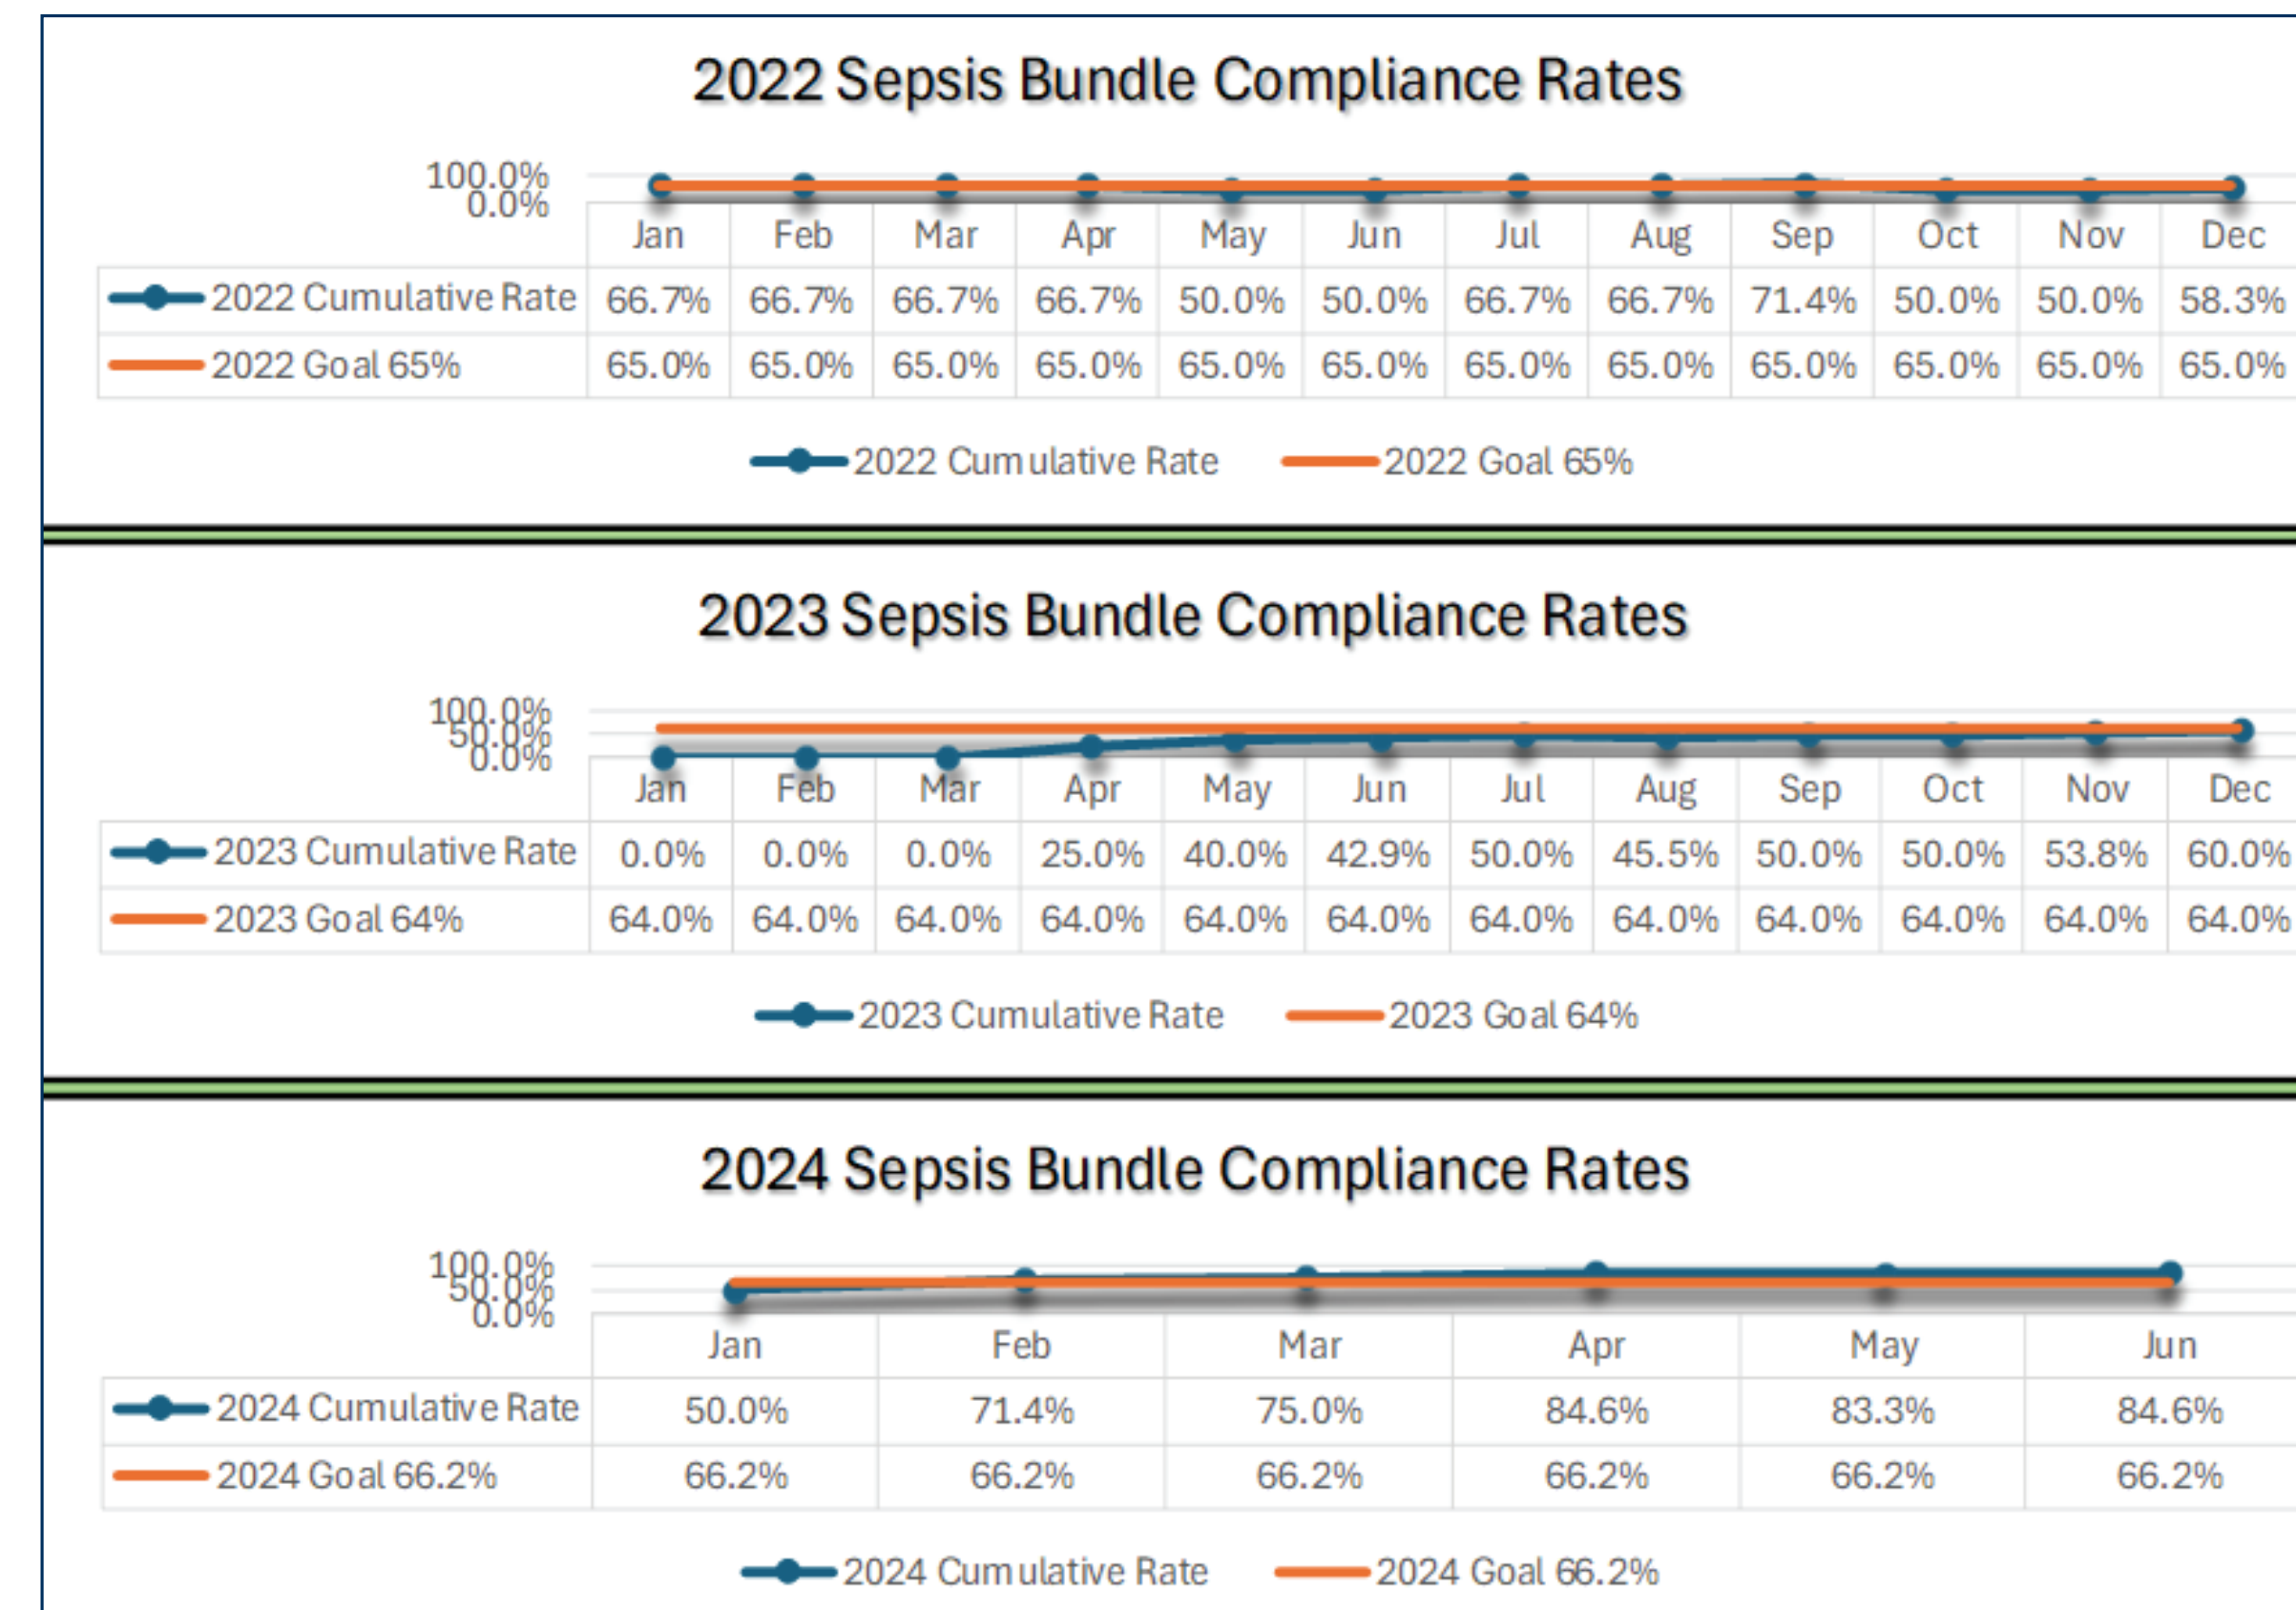 2022 Sepsis Bundle Compliance Rates
100.0%
0.0%
Jan Feb Mar Apr May Jun Jul Aug Sep Oct Nov Dec
2022 Cumulative Rate 66.7% 66.7% 66.7% 66.7% 50.0% 50.0% 66.7% 66.7% 71.4% 50.0% 50.0% 58.3%
2022 Goal 65% 65.0% 65.0% 65.0% 65.0% 65.0% 65.0% 65.0% 65.0% 65.0% 65.0% 65.0% 65.0%
2022 Cumulative Rate 2022 Goal 65%
2023 Sepsis Bundle Compliance Rates
100.0%
50.0%
0.0%
Jan Feb Mar Apr May Jun Jul Aug Sep Oct Nov Dec
2023 Cumulative Rate 0.0% 0.0% 0.0% 25.0% 40.0% 42.9% 50.0% 45.5% 50.0% 50.0% 53.8% 60.0%
2023 Goal 64% 64.0% 64.0% 64.0% 64.0% 64.0% 64.0% 64.0% 64.0% 64.0% 64.0% 64.0% 64.0%
2023 Cumulative Rate 2023 Goal 64%
2024 Sepsis Bundle Compliance Rates
100.0%
50.0%
0.0%
Jan Feb Mar Apr May Jun
2024 Cumulative Rate 50.0% 71.4% 75.0% 84.6% 83.3% 84.6%
2024 Goal 66.2% 66.2% 66.2% 66.2% 66.2% 66.2% 66.2%
2024 Cumulative Rate 2024 Goal 66.2%